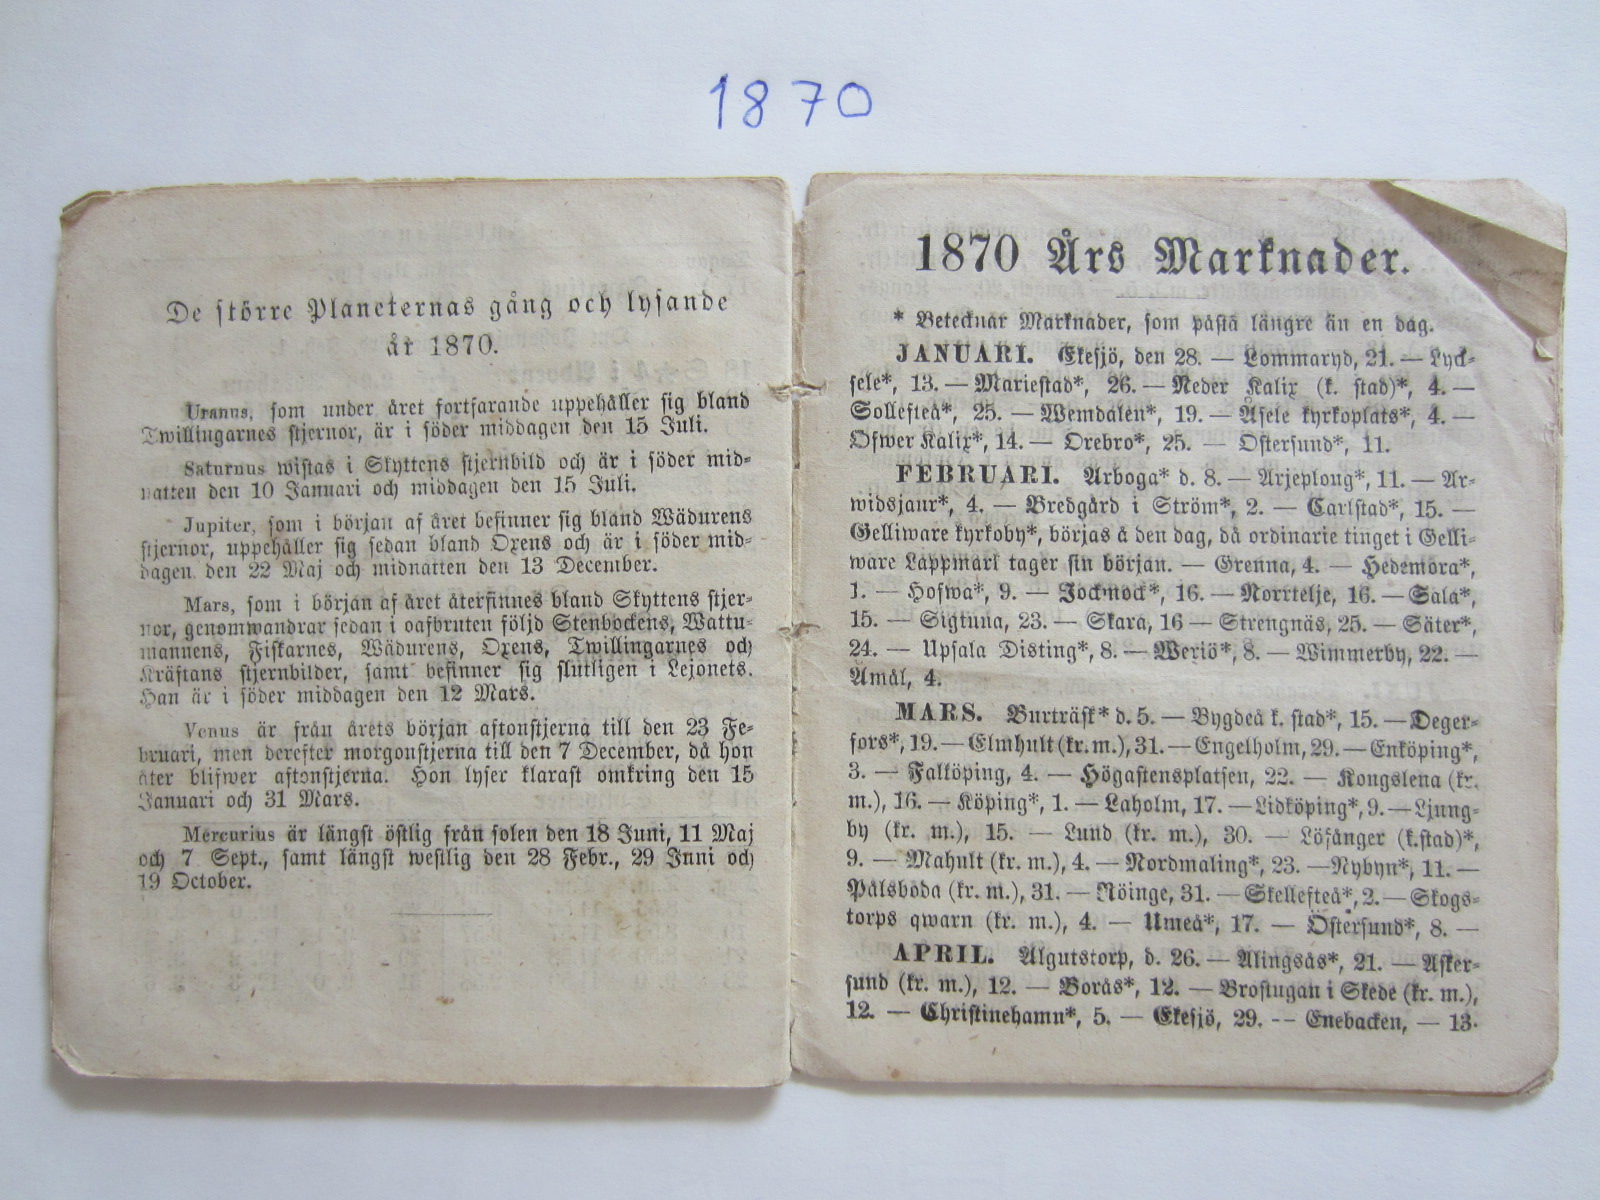 1870
De större Planeternas gång och lysande
år 1870.
Uranus, som under året fortfarande uppehåller sig bland
Twillingarnes stjernor, är i söder middagen den 15 Juli.
Saturnus wistas i Skyttens stjernbild och är i söder mid-
natten den 10 Januari och middagen den 15 Juli.
Jupiter, som i början af året befinner sig bland Wädurens
stjernor, uppehåller sig sedan bland Oxens och är i söder mid-
dagen den 22 Maj och midnatten den 13 December.
Mars, som i början af året återfinnes bland Skyttens stjer-
nor, genomwandrar sedan i oafbruten följd Stenbockens, Wattu-
mannens, Fiskarnes, Wädurens, Oxens, Twillingarnes och
Kräftans stjernbilder, samt befinner sig slutligen i Lejonets.
Han är i söder middagen den 12 Mars.
Venus är från årets början aftonstjerna till den 23 Fe-
bruari, men derefter morgonstjerna till den 7 December, då hon
åter blifwer aftonstjerna. Hon lyser klarast omkring den 15
Januari och 31 Mars.
Mercurius är längst östlig från solen den 18 Juni, 11 Maj
och 7 Sept., samt längst westlig den 28 Febr., 29 Juni och
19 October.
1870 Års Marknader.
* Betecknar Marknader, som påstå längre än en dag.
JANUARI. Ekesjö, den 28. — Lommaryd, 21. — Lyck-
sele*, 13. — Mariestad*, 26. — Neder Kalix (k. stad)*, 4. —
Sollefteå*, 25. — Wemdalen*, 19. — Åsele kyrkoplats*, 4. —
Öfwer Kalix*, 14. — Örebro*, 25. — Östersund*, 11.
FEBRUARI. Arboga* d. 8. — Arjeploug*, 11. — Ar-
widsjaur*, 4. — Bredgård i Ström*, 2. — Carlstad*, 15. —
Gelliware kyrkoby*, börjas å den dag, då ordinarie tinget i Gelli-
ware Lappmark tager sin början. — Grenna, 4. — Hedemora*,
1. — Hofwa*, 9. — Jockmock*, 16. — Norrtelje, 16. — Sala*,
15. — Sigtuna, 23. — Skara, 16 — Strengnäs, 25. — Säter*,
24. — Upsala Disting*, 8. — Weriö*, 8. — Wimmerby, 22. —
Åmål, 4.
MARS. Burträsk* d. 5. — Bygdeå k. stad*, 15. — Deger-
fors*, 19. — Elmhult (kr. m.), 31. — Engelholm, 29. — Enköping*,
3. — Falköping, 4. — Högastensplatsen, 22. — Kongslena (kr.
m.), 16. — Köping*, 1. — Laholm, 17. — Lidköping*, 9. — Ljung-
by (kr. m.), 15. — Lund (kr. m.), 30. — Löfånger (k.stad)*,
9. — Mahult (kr. m.), 4. — Nordmaling*, 23. — Nybyn*, 11. —
Pålsboda (kr. m.), 31. — Nöinge, 31. — Skellefteå*, 2. — Skogs-
torps qwarn (kr. m.), 4. — Umeå*, 17. — Östersund*, 8. —
APRIL. Algutstorp, d. 26. — Alingsås*, 21. — Asker-
sund (kr. m.), 12. — Borås*, 12. — Brostugan i Skede (kr. m.),
12. — Christinehamn*, 5. — Ekesjö, 29. -- Enebacken, — 13.